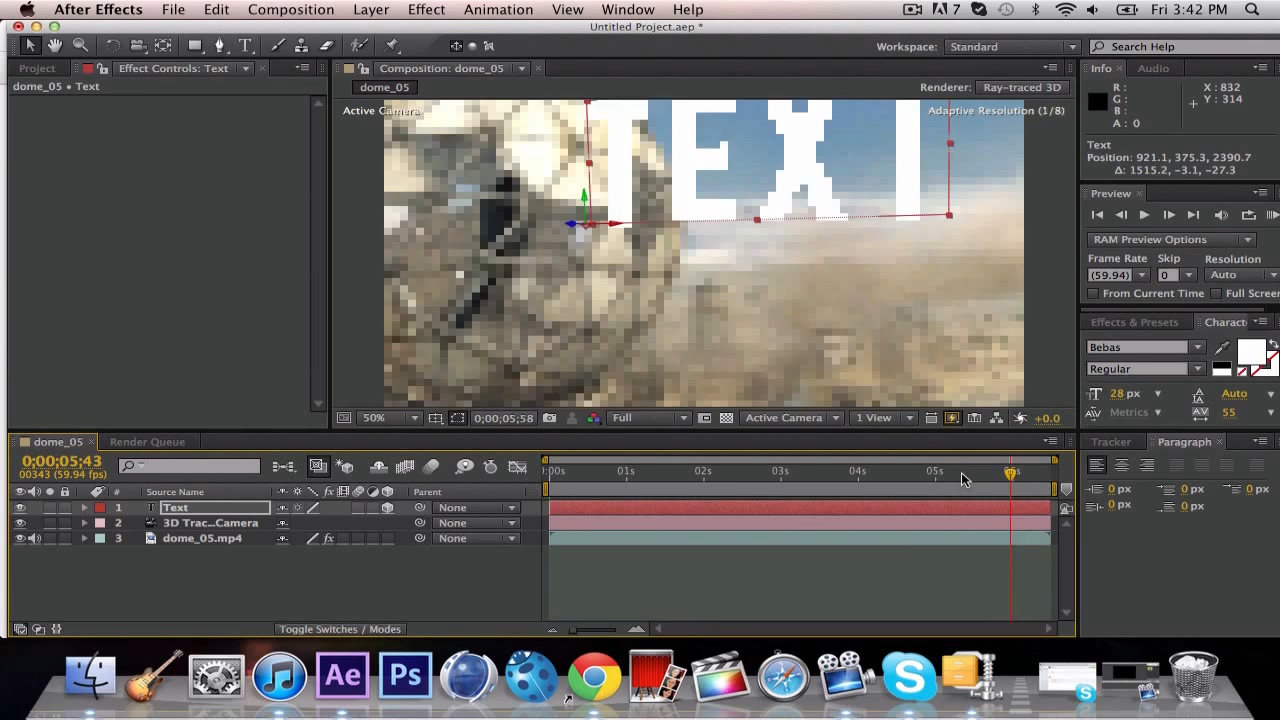 After Effects File Edit Composition Layer Effect Animation View Window Help 7 Fri 3:42 PM
Untitled Project.aep *
Workspace: Standard Search Help
Project Effect Controls: Text Composition: dome_05 Info Audio
dome_05 • Text dome_05 Renderer: Ray-traced 3D
R : X : 832
G : Y : 314
B :
A : 0
Active Camera Adaptive Resolution (1/8)
TEXT
Text
Position: 921.1, 375.3, 2390.7
Δ: 1515.2, -3.1, -27.3
Preview
RAM Preview Options
Frame Rate Skip Resolution
(59.94) 0 Auto
From Current Time Full Screen
Effects & Presets Charact
Bebas
Regular
28 px Auto
Metrics 55
50% 0;00;05;58 Full Active Camera 1 View +0.0
dome_05 Render Queue Tracker Paragraph
0;00;05;43
00343 (59.94 fps)
:00s 01s 02s 03s 04s 05s
# Source Name Parent
1 T Text None
2 3D Trac...Camera None
3 dome_05.mp4 fx None
0 px 0 px 0 px
0 px 0 px
Toggle Switches / Modes
Ae Ps